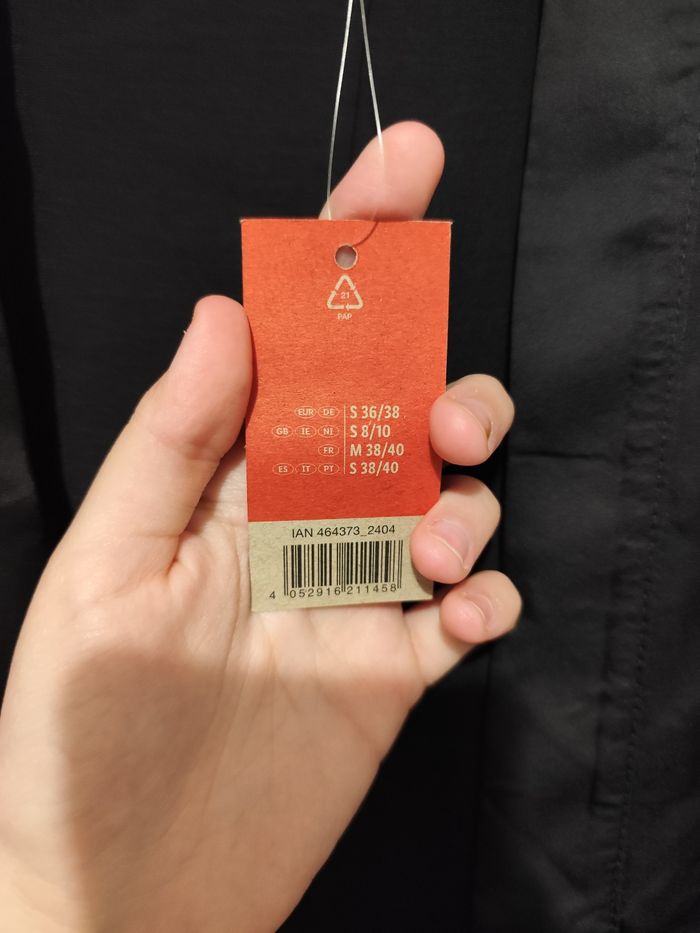 21
PAP
EUR DE S 36/38
GB IE NI S 8/10
FR M 38/40
ES IT PT S 38/40
IAN 464373_2404
4 052916 211458